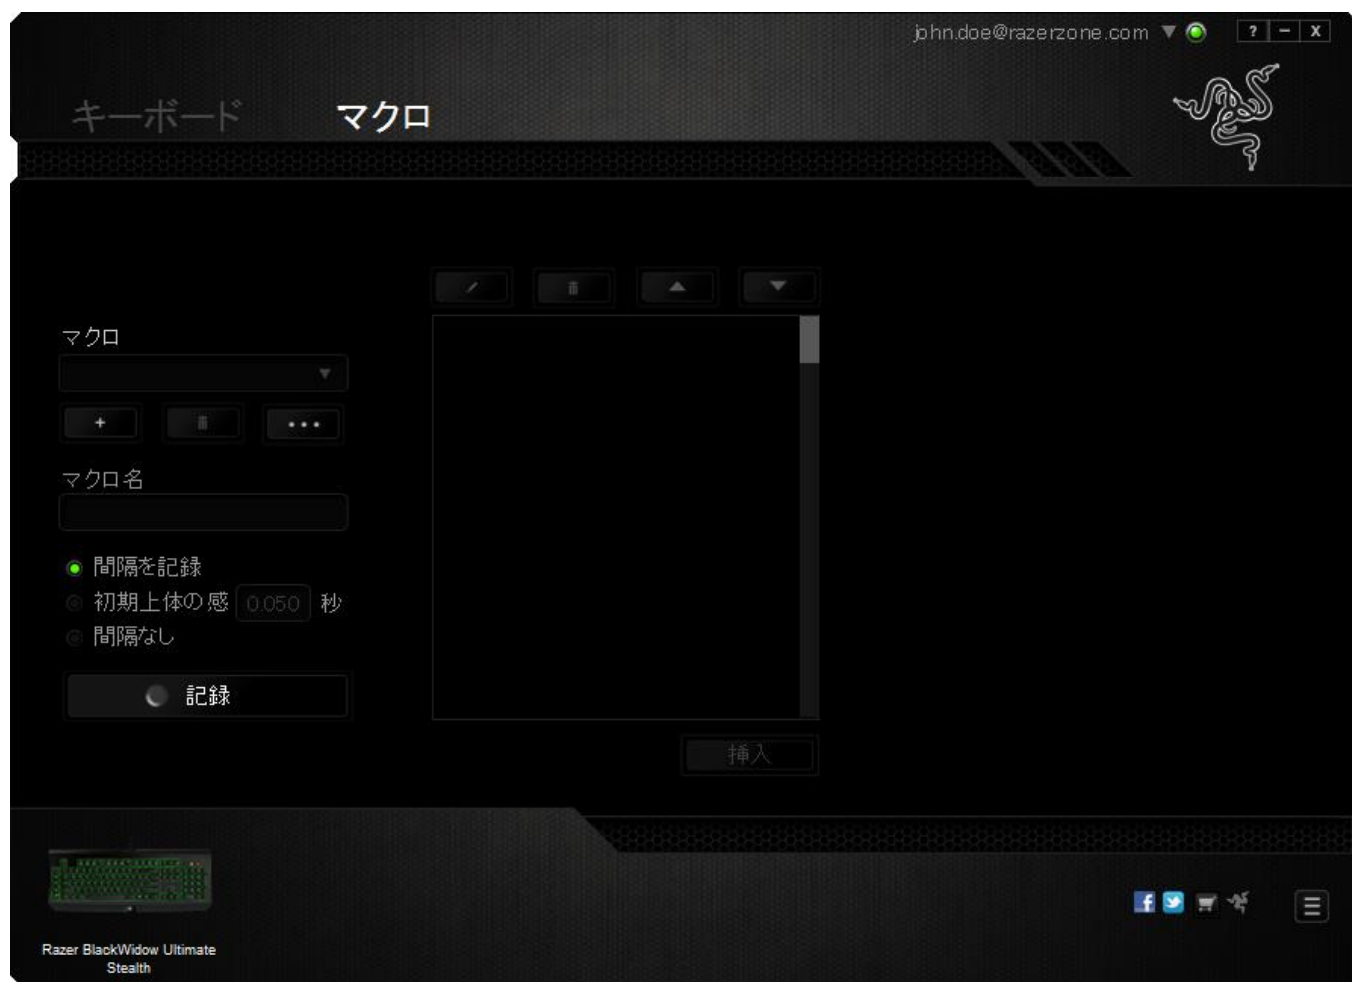 john.doe@razerzone.com
? − X
キーボード マクロ
マクロ
マクロ名
間隔を記録
初期上体の感 0.050 秒
間隔なし
記録
挿入
Razer BlackWidow Ultimate
Stealth